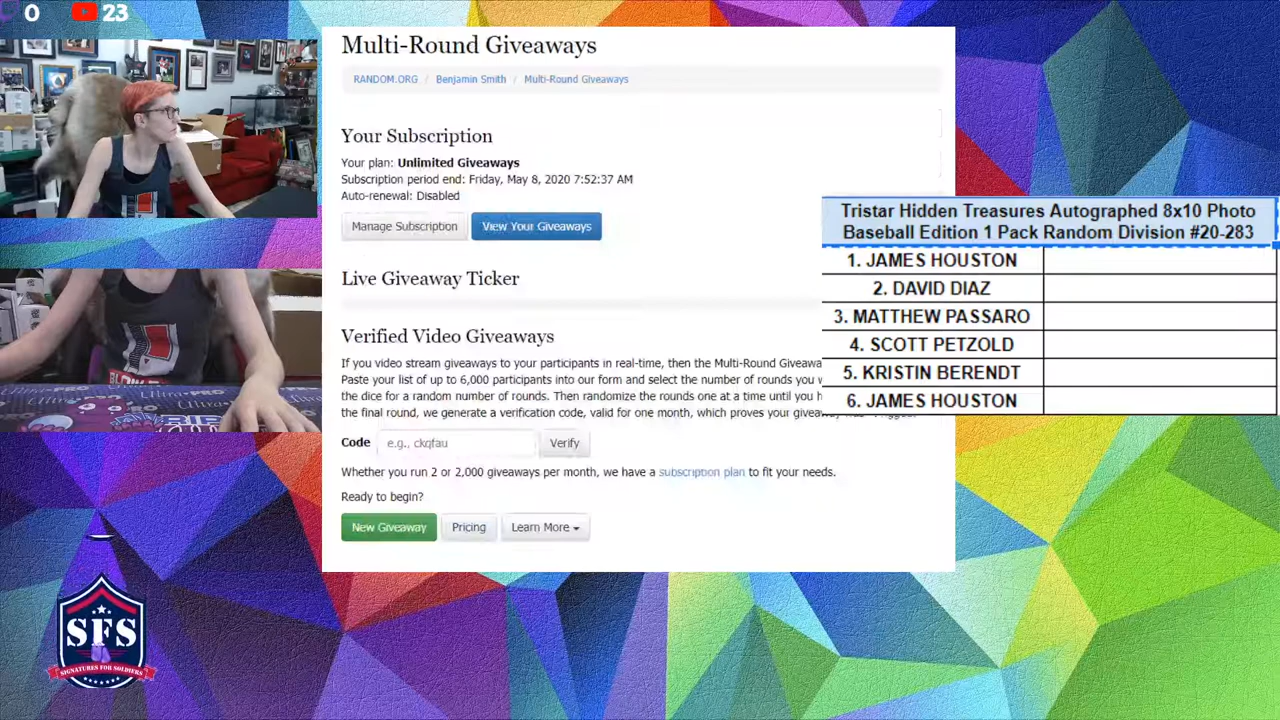 0 23
Multi-Round Giveaways
RANDOM.ORG / Benjamin Smith / Multi-Round Giveaways
Your Subscription
Your plan: Unlimited Giveaways
Subscription period end: Friday, May 8, 2020 7:52:37 AM
Auto-renewal: Disabled
Manage Subscription View Your Giveaways
Live Giveaway Ticker
Verified Video Giveaways
If you video stream giveaways to your participants in real-time, then the Multi-Round Giveawa
Paste your list of up to 6,000 participants into our form and select the number of rounds you
the dice for a random number of rounds. Then randomize the rounds one at a time until you h
the final round, we generate a verification code, valid for one month, which proves your
Code e.g., ckqfau Verify
Whether you run 2 or 2,000 giveaways per month, we have a subscription plan to fit your needs.
Ready to begin?
New Giveaway Pricing Learn More
Tristar Hidden Treasures Autographed 8x10 Photo
Baseball Edition 1 Pack Random Division #20-283
1. JAMES HOUSTON
2. DAVID DIAZ
3. MATTHEW PASSARO
4. SCOTT PETZOLD
5. KRISTIN BERENDT
6. JAMES HOUSTON
SFS
SIGNATURES FOR SOLDIERS